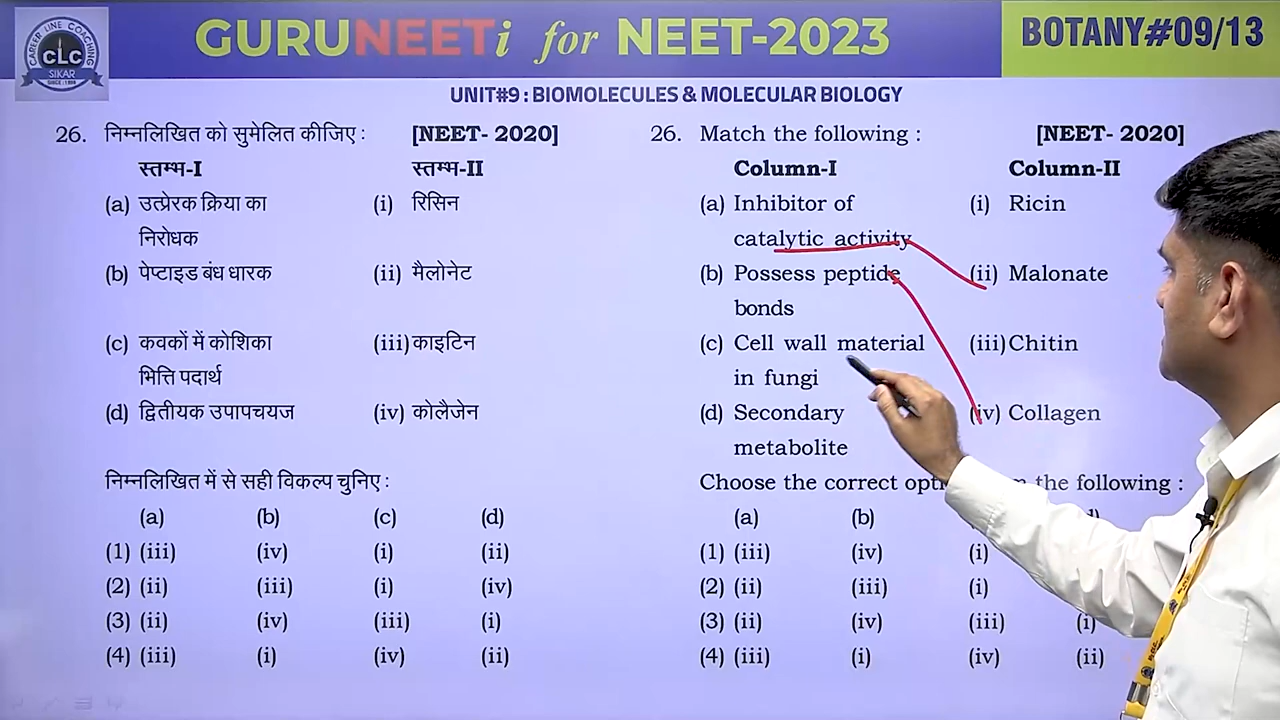 CAREER LINE COACHING
CLC
SIKAR
SINCE : 1996
GURUNEETi for NEET-2023
BOTANY#09/13
UNIT#9 : BIOMOLECULES & MOLECULAR BIOLOGY
26. निम्नलिखित को सुमेलित कीजिए : [NEET- 2020]
स्तम्भ-I स्तम्भ-II
(a) उत्प्रेरक क्रिया का (i) रिसिन
निरोधक
(b) पेप्टाइड बंध धारक (ii) मैलोनेट
(c) कवकों में कोशिका (iii) काइटिन
भित्ति पदार्थ
(d) द्वितीयक उपापचयज (iv) कोलैजेन
निम्नलिखित में से सही विकल्प चुनिए :
(a) (b) (c) (d)
(1) (iii) (iv) (i) (ii)
(2) (ii) (iii) (i) (iv)
(3) (ii) (iv) (iii) (i)
(4) (iii) (i) (iv) (ii)
26. Match the following : [NEET- 2020]
Column-I Column-II
(a) Inhibitor of (i) Ricin
catalytic activity
(b) Possess peptide (ii) Malonate
bonds
(c) Cell wall material (iii) Chitin
in fungi
(d) Secondary (iv) Collagen
metabolite
Choose the correct the following :
(a) (b)
(1) (iii) (iv) (i)
(2) (ii) (iii) (i)
(3) (ii) (iv) (iii) (i)
(4) (iii) (i) (iv) (ii)